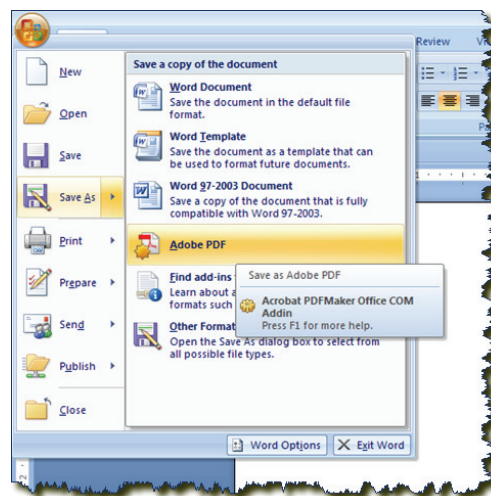 Review
New
Open
Save
Save As
Print
Prepare
Send
Publish
Close
Save a copy of the document
Word Document
Save the document in the default file
format.
Word Template
Save the document as a template that can
be used to format future documents.
Word 97-2003 Document
Save a copy of the document that is fully
compatible with Word 97-2003.
Adobe PDF
Find add-ins
Learn about a
formats such
Other Format
Open the Save As dialog box to select from
all possible file types.
Save as Adobe PDF
Acrobat PDFMaker Office COM
Addin
Press F1 for more help.
Word Options
Exit Word